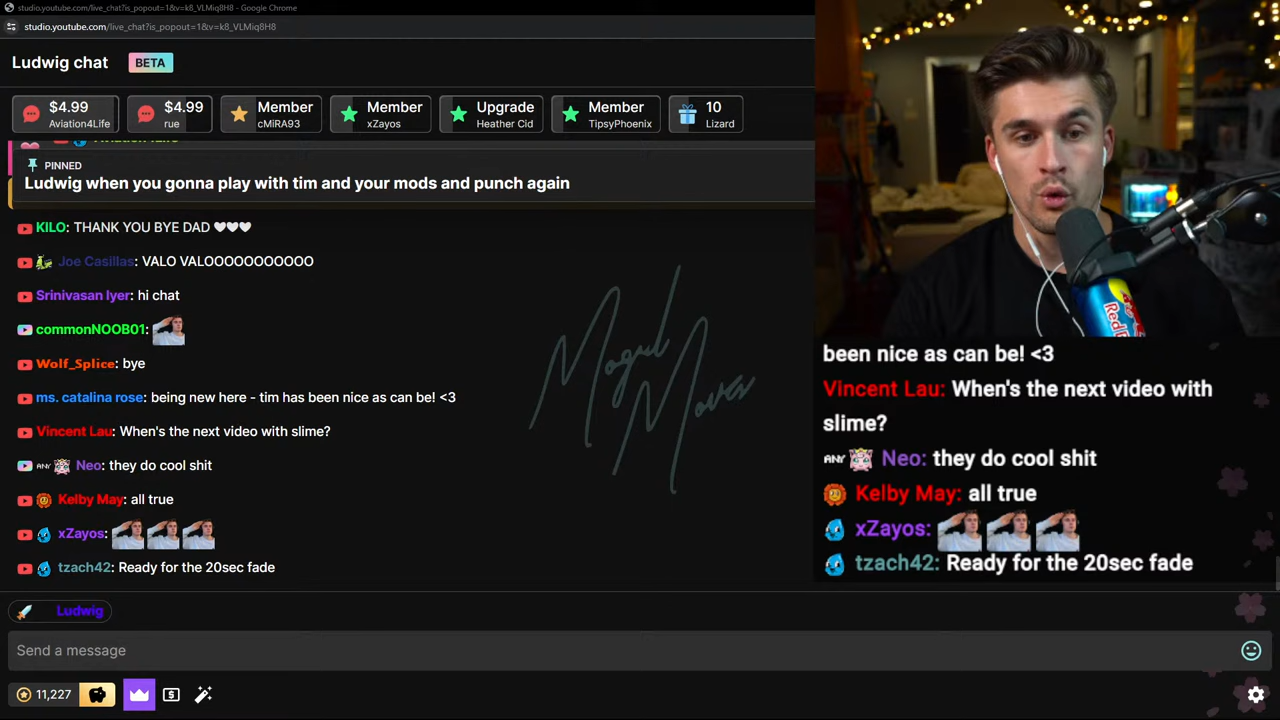 studio.youtube.com/live_chat?is_popout=1&v=k8_VLMiq8H8 - Google Chrome
studio.youtube.com/live_chat?is_popout=1&v=k8_VLMiq8H8
Ludwig chat BETA
$4.99 Aviation4Life
$4.99 rue
Member cMiRA93
Member xZayos
Upgrade Heather Cid
Member TipsyPhoenix
10 Lizard
PINNED
Ludwig when you gonna play with tim and your mods and punch again
KILO: THANK YOU BYE DAD ♥♥♥
Joe Casillas: VALO VALOOOOOOOOOOO
Srinivasan Iyer: hi chat
commonNOOB01:
Wolf_Splice: bye
ms. catalina rose: being new here - tim has been nice as can be! <3
Vincent Lau: When's the next video with slime?
ANY Neo: they do cool shit
Kelby May: all true
xZayos:
tzach42: Ready for the 20sec fade
Mogul
Moves
Ludwig
Send a message
11,227
RedBull
been nice as can be! <3
Vincent Lau: When's the next video with
slime?
ANY Neo: they do cool shit
Kelby May: all true
xZayos:
tzach42: Ready for the 20sec fade